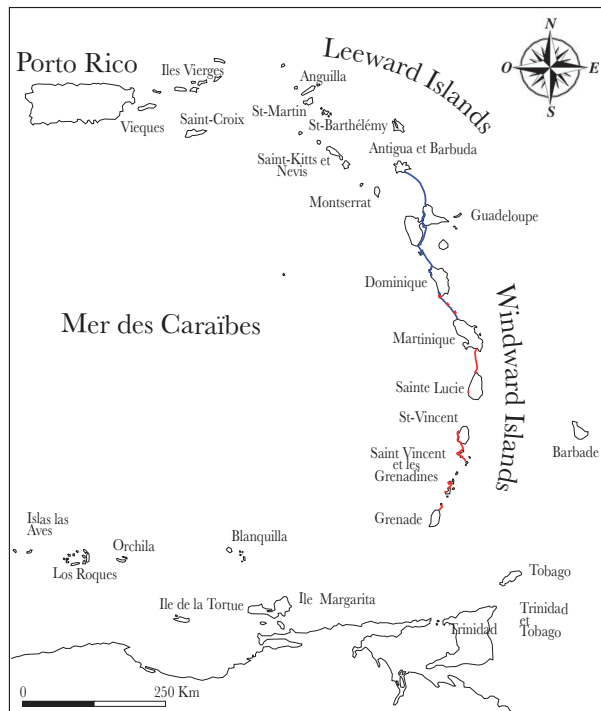 Leeward Islands
N
O
E
S
Porto Rico
Iles Vierges
Anguilla
Vieques
Saint-Croix
St-Martin
St-Barthélémy
Antigua et Barbuda
Saint-Kitts et
Nevis
Montserrat
Guadeloupe
Dominique
Mer des Caraïbes
Windward Islands
Martinique
Sainte Lucie
St-Vincent
Barbade
Saint Vincent
et les
Grenadines
Grenade
Islas las
Aves
Los Roques
Orchila
Blanquilla
Tobago
Ile de la Tortue
Ile Margarita
Trinidad
Trinidad
et
Tobago
0
250 Km